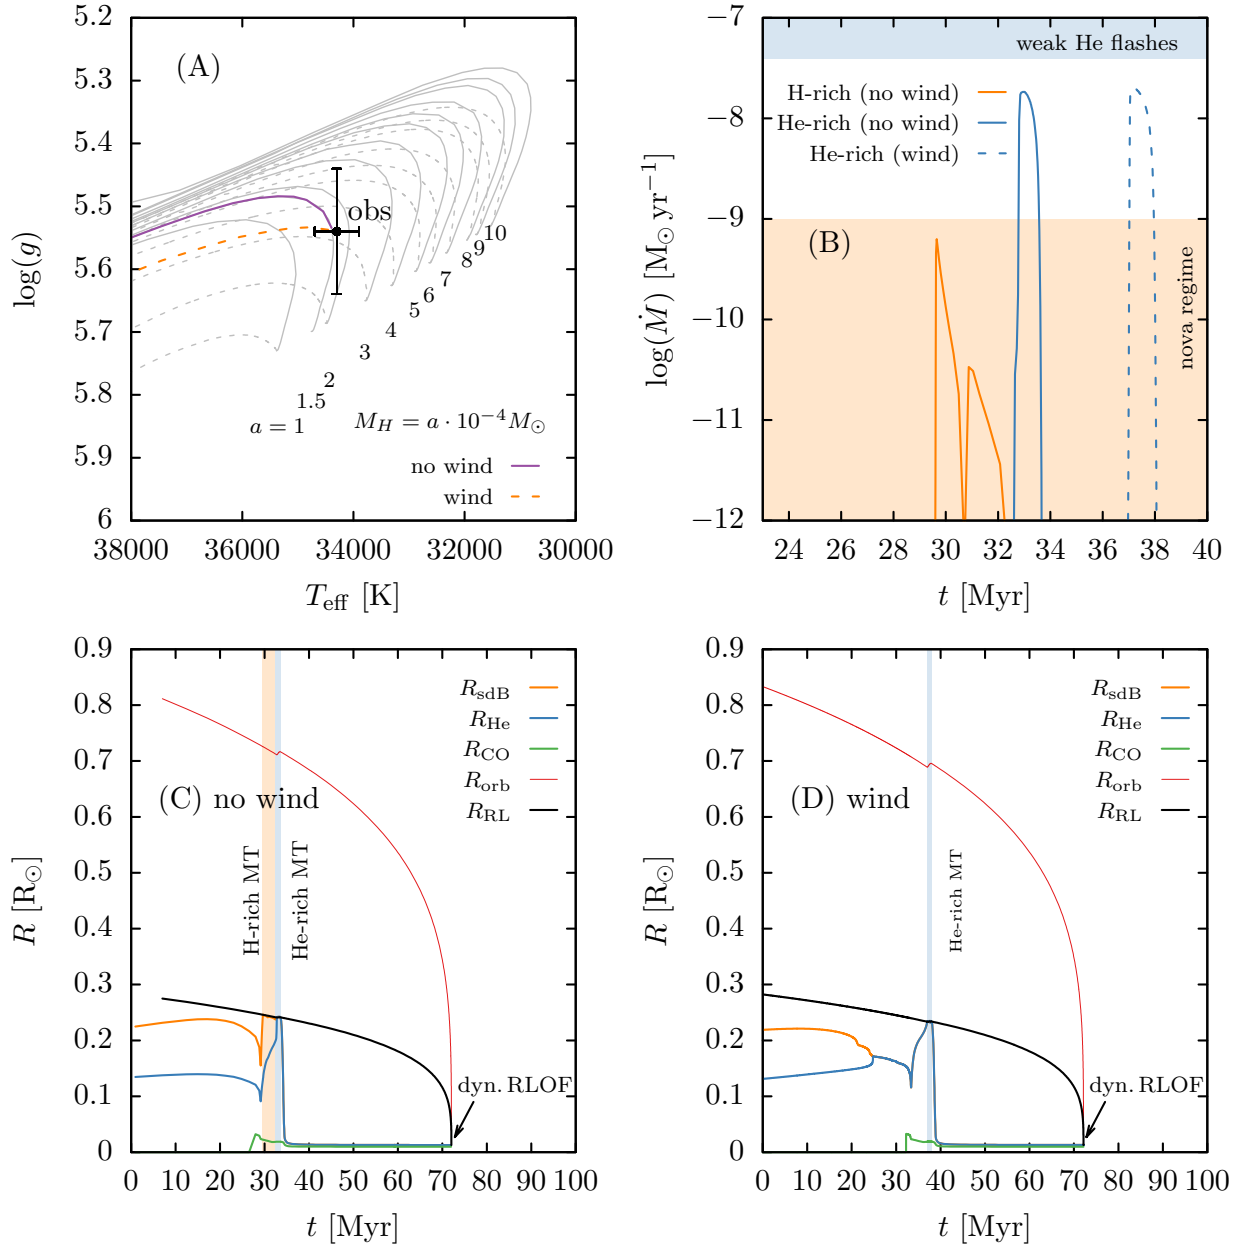 (A)
5.2
5.3
5.4
5.5
5.6
5.7
5.8
5.9
6
log(g)
obs
10
9
8
7
6
5
4
3
2
1.5
a = 1
M_H = a · 10^−4 M_⊙
no wind
wind
38000 36000 34000 32000 30000
T_eff [K]
(B)
−7
−8
−9
−10
−11
−12
log(Ṁ) [M_⊙ yr^−1]
weak He flashes
H-rich (no wind)
He-rich (no wind)
He-rich (wind)
nova regime
24 26 28 30 32 34 36 38 40
t [Myr]
0.9
0.8
0.7
0.6
0.5
0.4
0.3
0.2
0.1
0
R [R_⊙]
R_sdB
R_He
R_CO
R_orb
R_RL
(C) no wind
H-rich MT
He-rich MT
dyn. RLOF
0 10 20 30 40 50 60 70 80 90 100
t [Myr]
0.9
0.8
0.7
0.6
0.5
0.4
0.3
0.2
0.1
0
R [R_⊙]
R_sdB
R_He
R_CO
R_orb
R_RL
(D) wind
He-rich MT
dyn. RLOF
0 10 20 30 40 50 60 70 80 90 100
t [Myr]